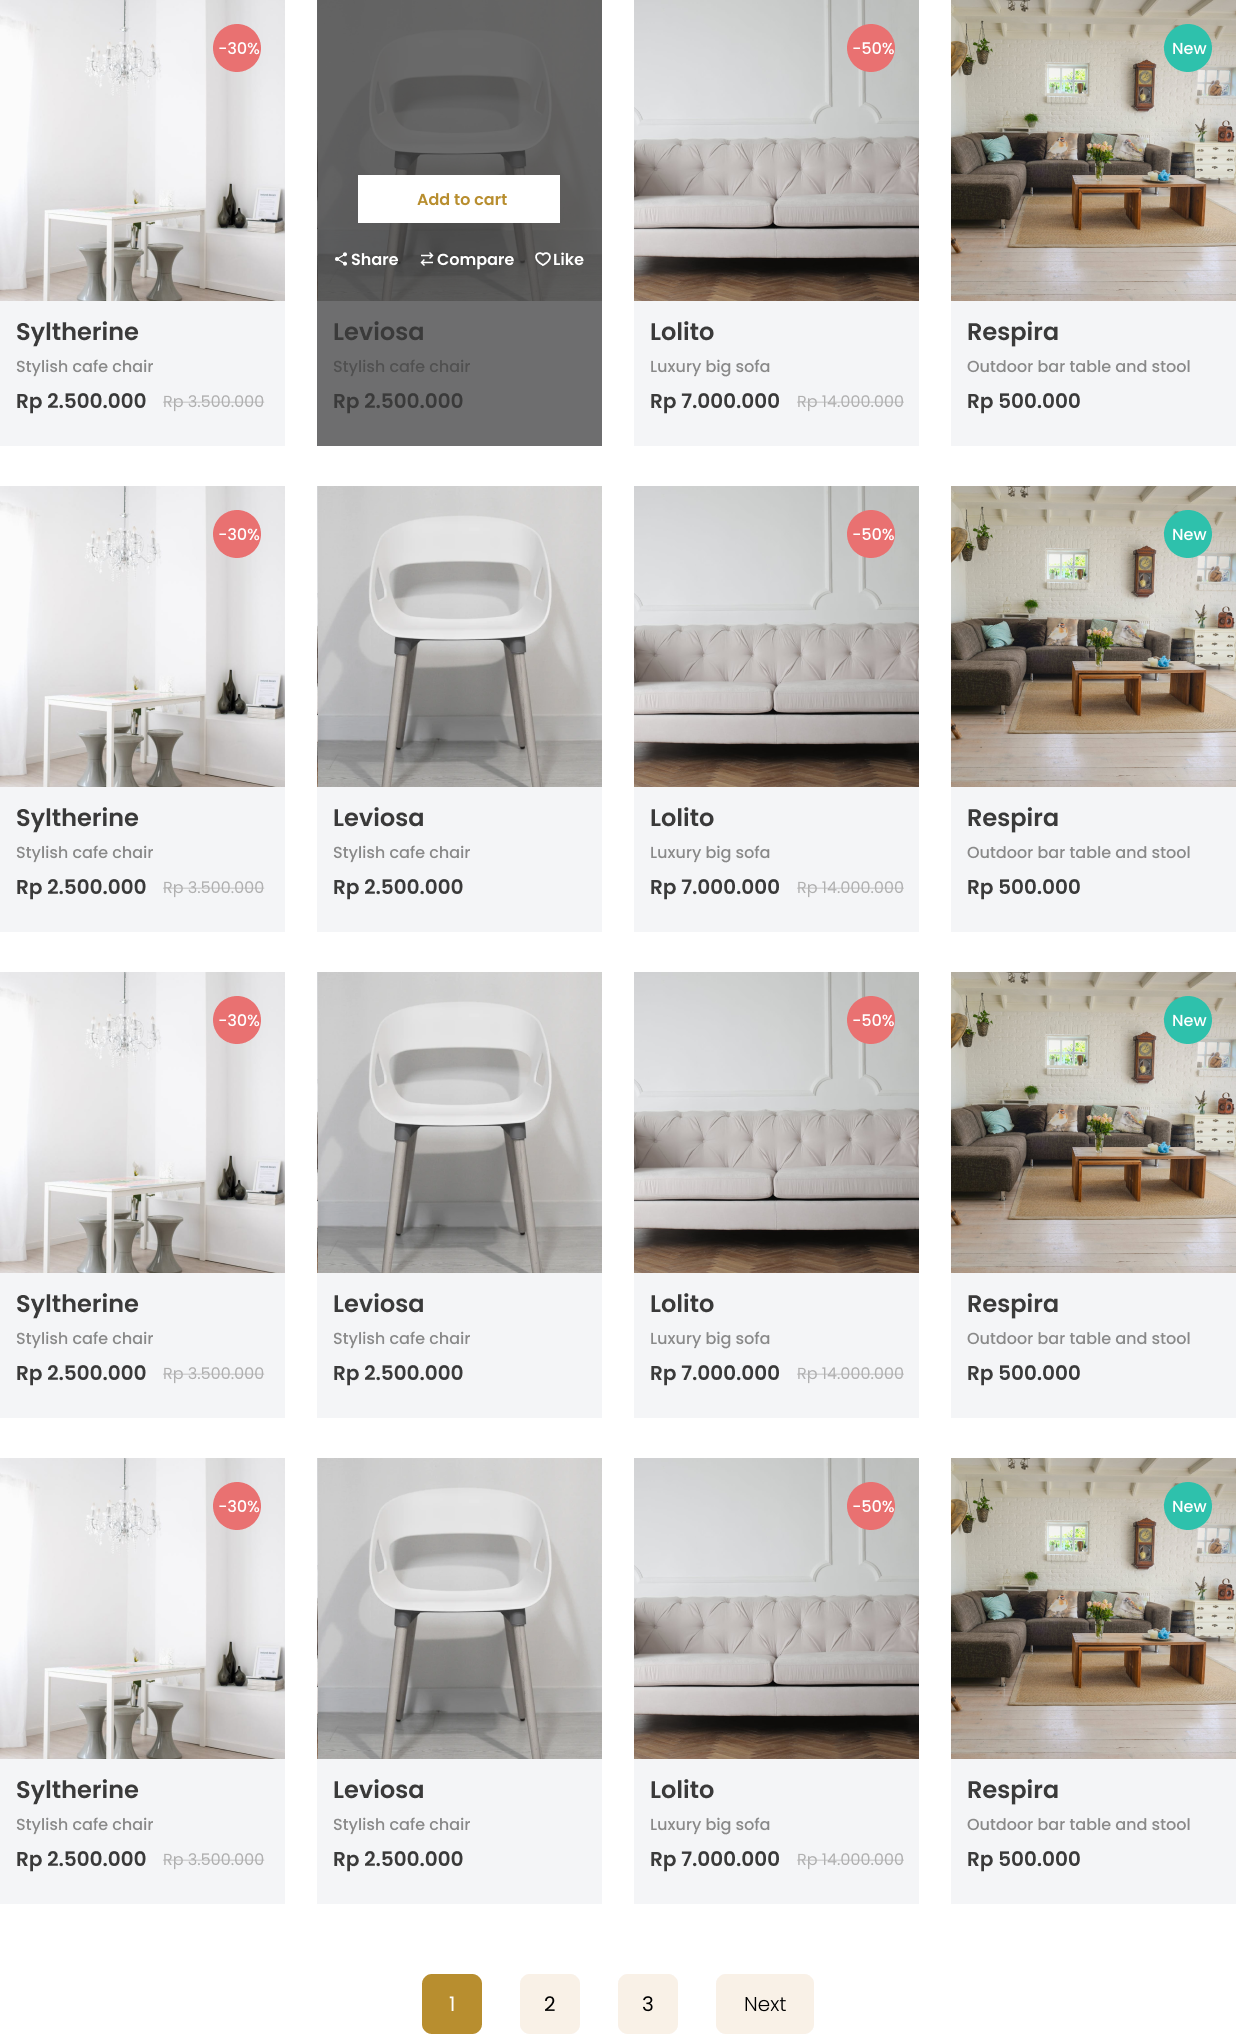 -30%
-50%
New
Add to cart
Share Compare Like
Syltherine Leviosa Lolito Respira
Stylish cafe chair Stylish cafe chair Luxury big sofa Outdoor bar table and stool
Rp 2.500.000 Rp 3.500.000 Rp 2.500.000 Rp 7.000.000 Rp 14.000.000 Rp 500.000
-30% -50% New
Syltherine Leviosa Lolito Respira
Stylish cafe chair Stylish cafe chair Luxury big sofa Outdoor bar table and stool
Rp 2.500.000 Rp 3.500.000 Rp 2.500.000 Rp 7.000.000 Rp 14.000.000 Rp 500.000
-30% -50% New
Syltherine Leviosa Lolito Respira
Stylish cafe chair Stylish cafe chair Luxury big sofa Outdoor bar table and stool
Rp 2.500.000 Rp 3.500.000 Rp 2.500.000 Rp 7.000.000 Rp 14.000.000 Rp 500.000
-30% -50% New
Syltherine Leviosa Lolito Respira
Stylish cafe chair Stylish cafe chair Luxury big sofa Outdoor bar table and stool
Rp 2.500.000 Rp 3.500.000 Rp 2.500.000 Rp 7.000.000 Rp 14.000.000 Rp 500.000
1 2 3 Next